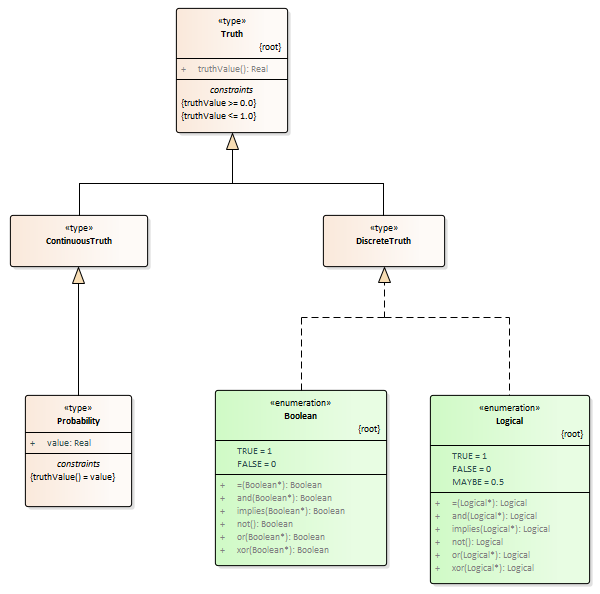 «type»
Truth
{root}
+ truthValue(): Real
constraints
{truthValue >= 0.0}
{truthValue <= 1.0}
«type»
ContinuousTruth
«type»
DiscreteTruth
«type»
Probability
+ value: Real
constraints
{truthValue() = value}
«enumeration»
Boolean
{root}
TRUE = 1
FALSE = 0
+ =(Boolean*): Boolean
+ and(Boolean*): Boolean
+ implies(Boolean*): Boolean
+ not(): Boolean
+ or(Boolean*): Boolean
+ xor(Boolean*): Boolean
«enumeration»
Logical
{root}
TRUE = 1
FALSE = 0
MAYBE = 0.5
+ =(Logical*): Logical
+ and(Logical*): Logical
+ implies(Logical*): Logical
+ not(): Logical
+ or(Logical*): Logical
+ xor(Logical*): Logical